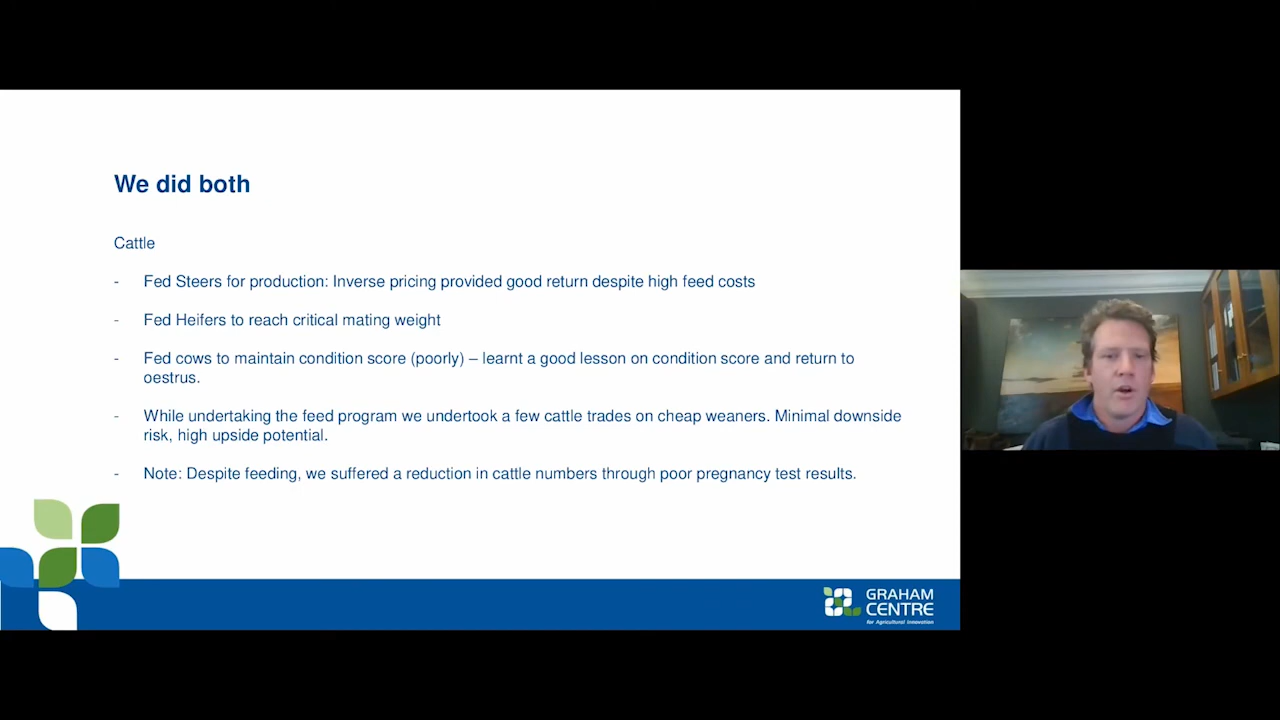 We did both
Cattle
- Fed Steers for production: Inverse pricing provided good return despite high feed costs
- Fed Heifers to reach critical mating weight
- Fed cows to maintain condition score (poorly) – learnt a good lesson on condition score and return to
oestrus.
- While undertaking the feed program we undertook a few cattle trades on cheap weaners. Minimal downside
risk, high upside potential.
- Note: Despite feeding, we suffered a reduction in cattle numbers through poor pregnancy test results.
GRAHAM
CENTRE
for Agricultural Innovation